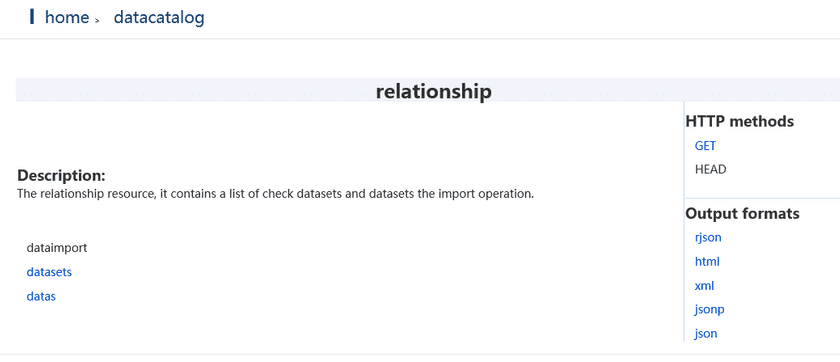 home > datacatalog
relationship
Description:
The relationship resource, it contains a list of check datasets and datasets the import operation.
dataimport
datasets
datas
HTTP methods
GET
HEAD
Output formats
rjson
html
xml
jsonp
json